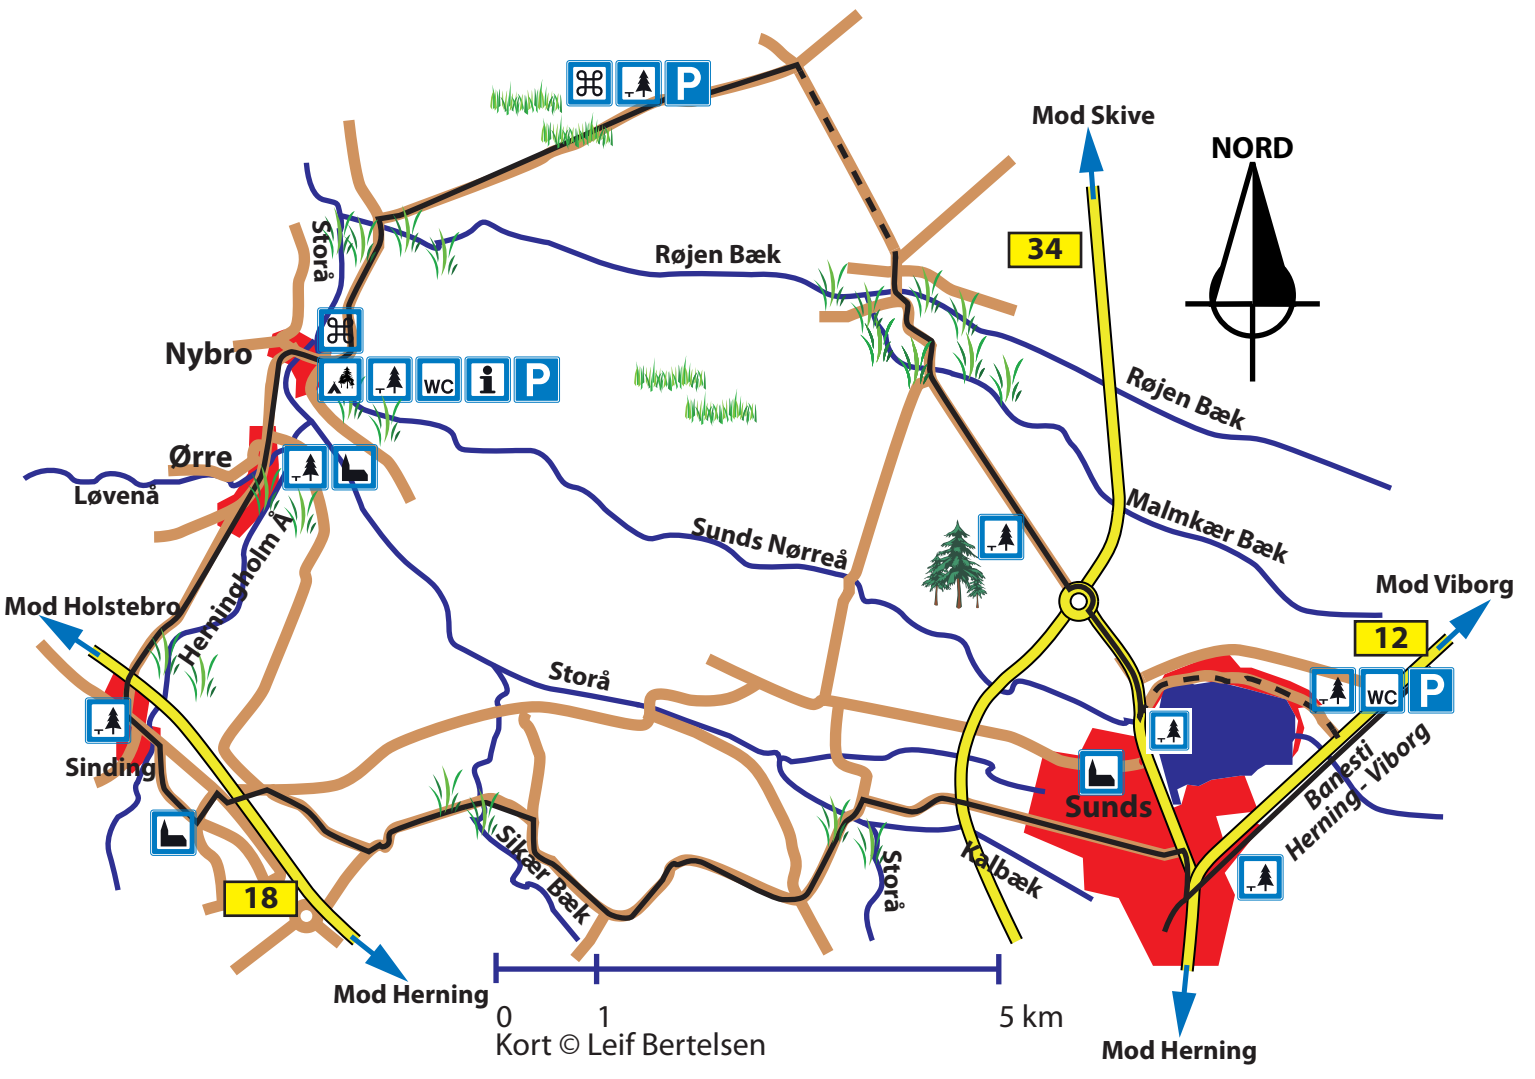 P
Mod Skive
NORD
34
Storå
Røjen Bæk
Nybro
WC
i
P
Røjen Bæk
Ørre
Løvenå
Malmkær Bæk
Sunds Nørreå
Herningholm Å
Mod Holstebro
Mod Viborg
12
Storå
WC
P
Sinding
Banesti
Herning - Viborg
Sunds
Sikær Bæk
Storå
Kalbæk
18
Mod Herning
0 1 5 km
Kort © Leif Bertelsen
Mod Herning